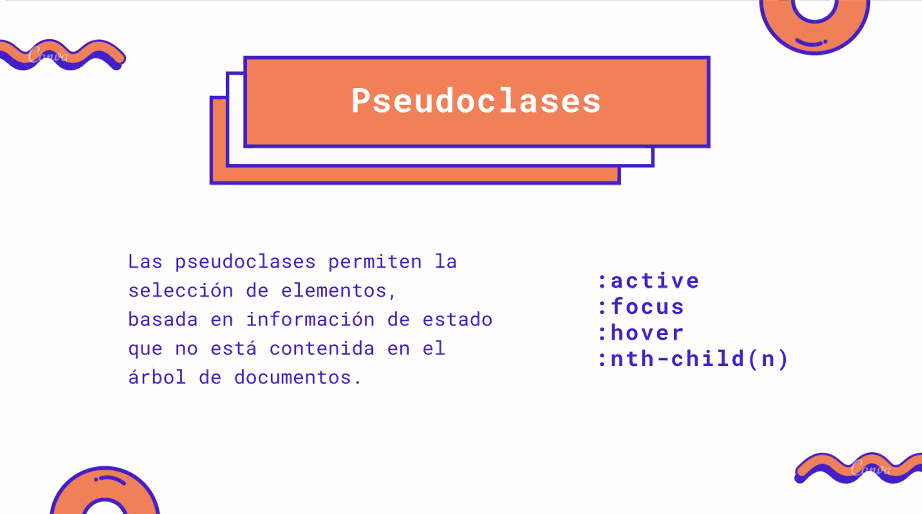 Canva
Pseudoclases
Las pseudoclases permiten la
selección de elementos,
basada en información de estado
que no está contenida en el
árbol de documentos.
:active
:focus
:hover
:nth-child(n)
Canva